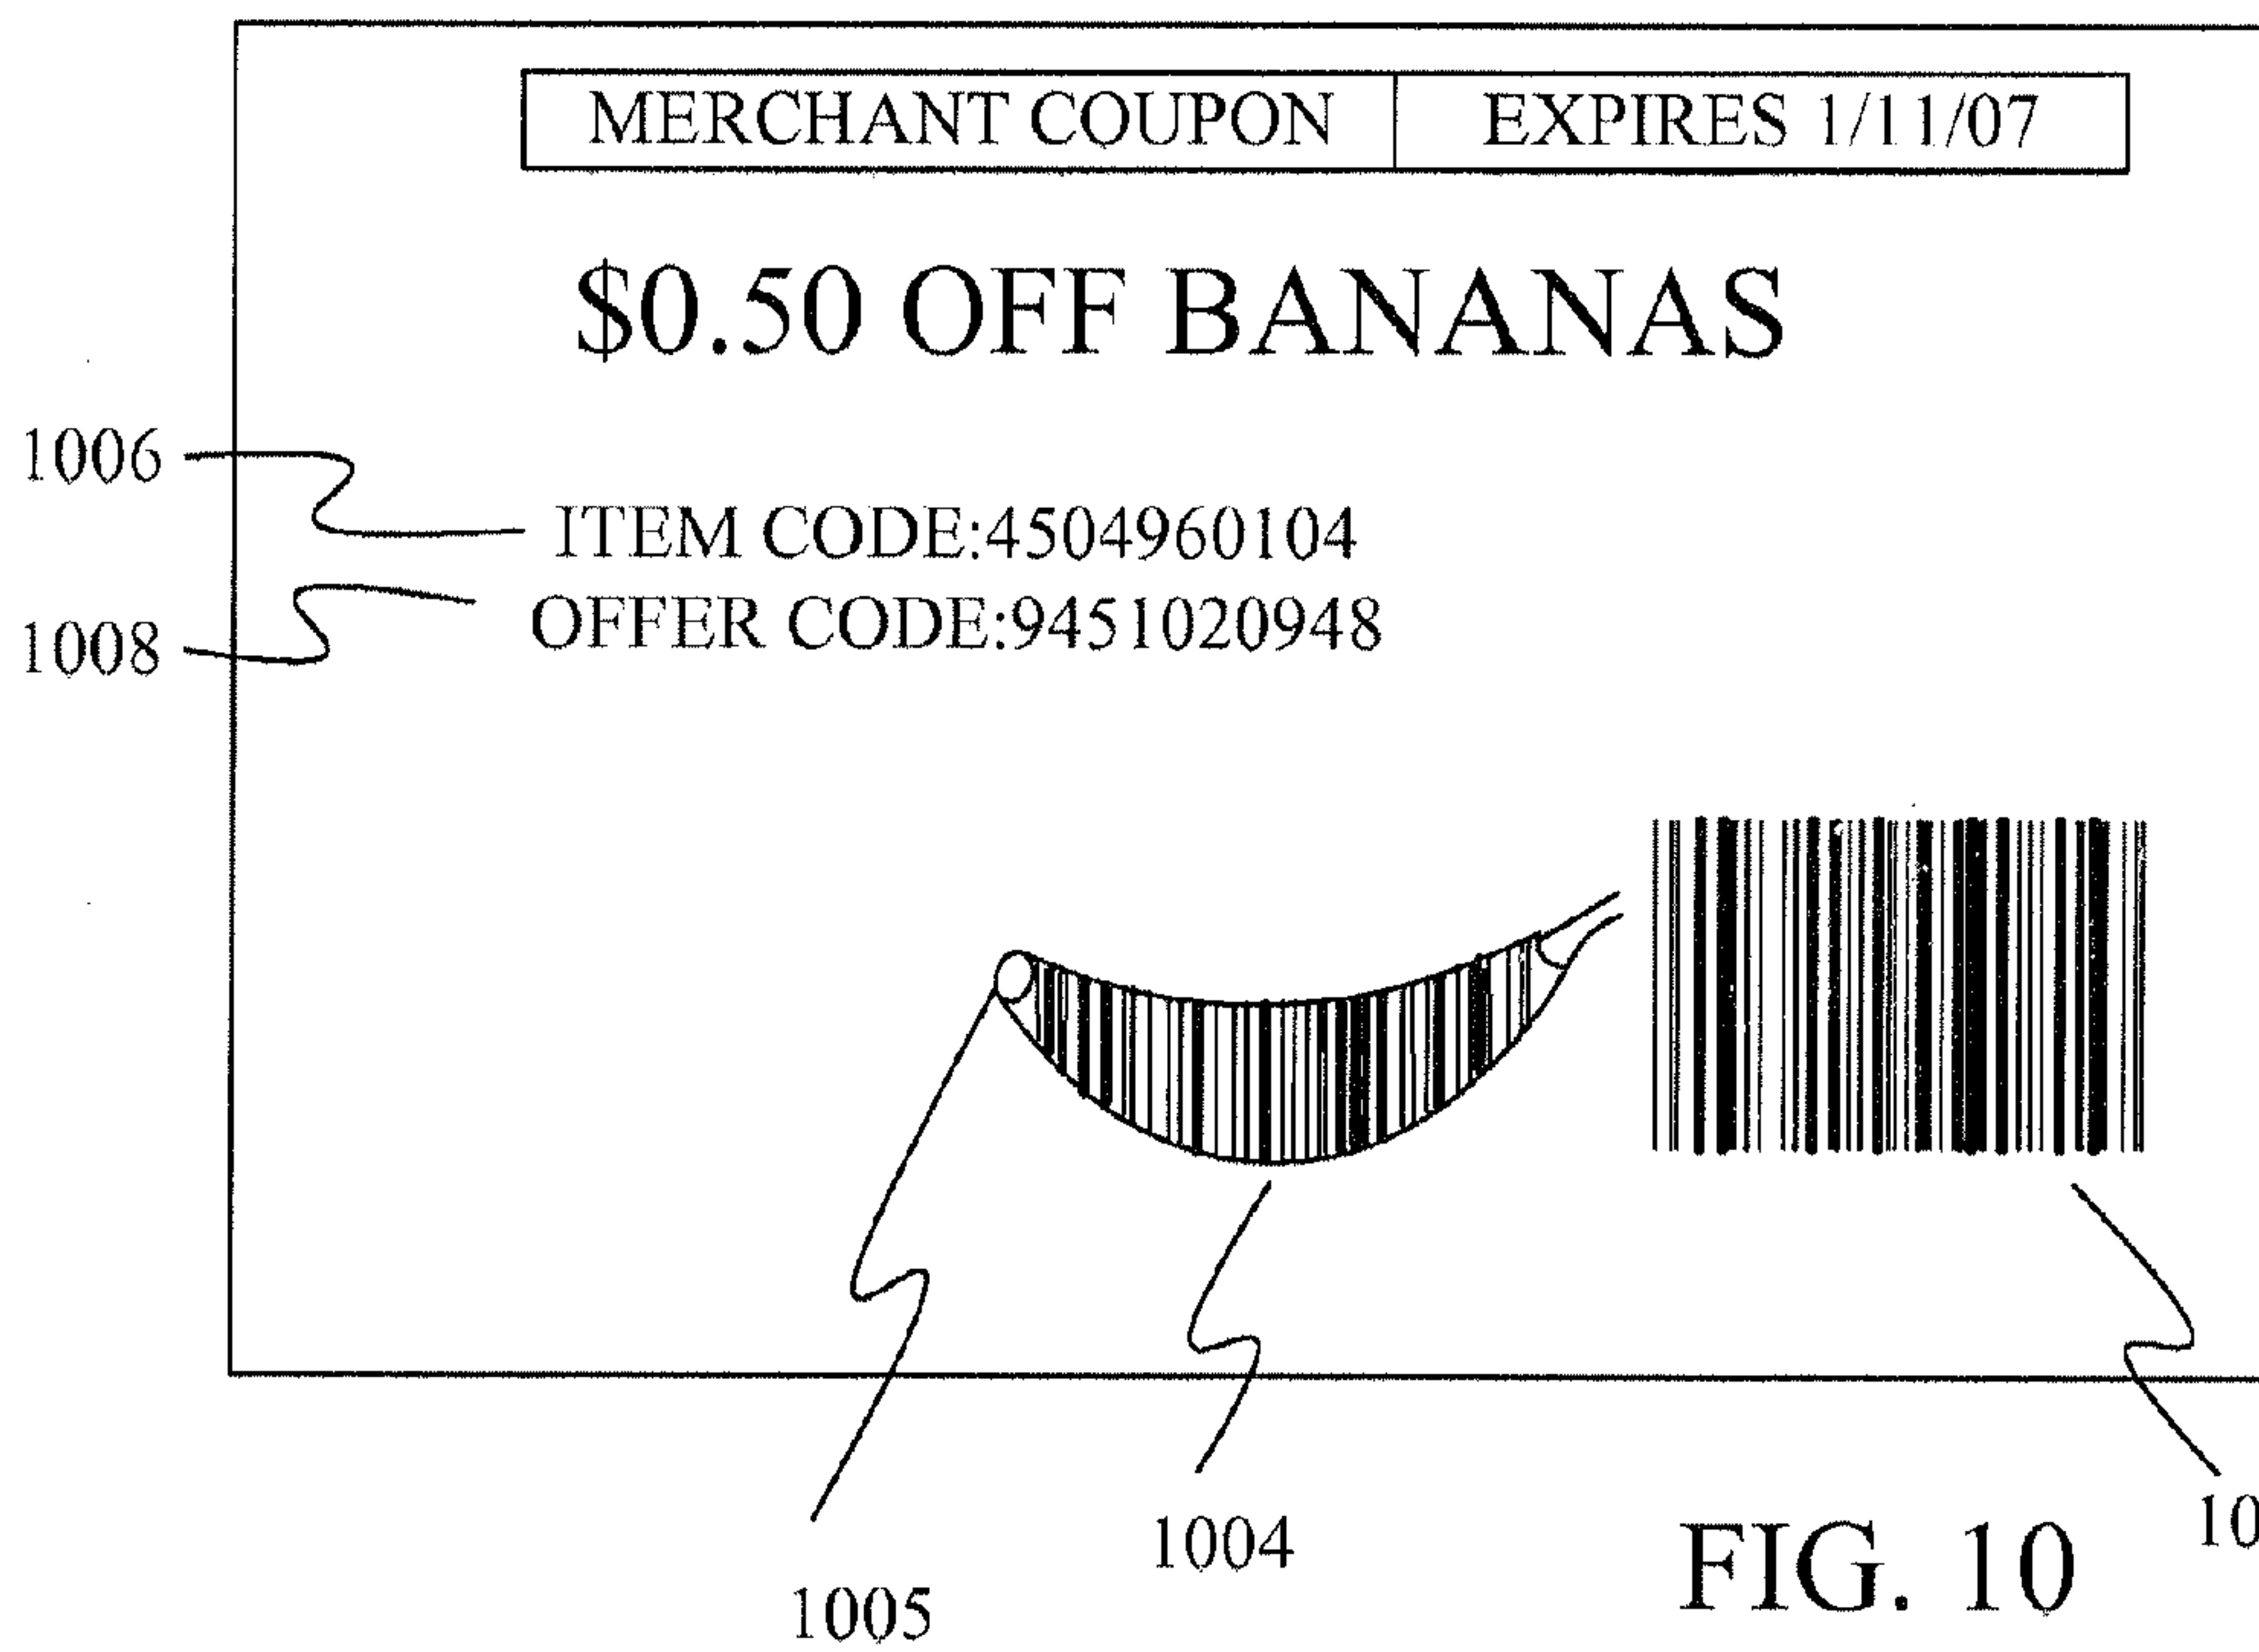 MERCHANT COUPON EXPIRES 1/11/07
$0.50 OFF BANANAS
1006
ITEM CODE:4504960104
OFFER CODE:9451020948
1008
1004
1005
FIG. 10